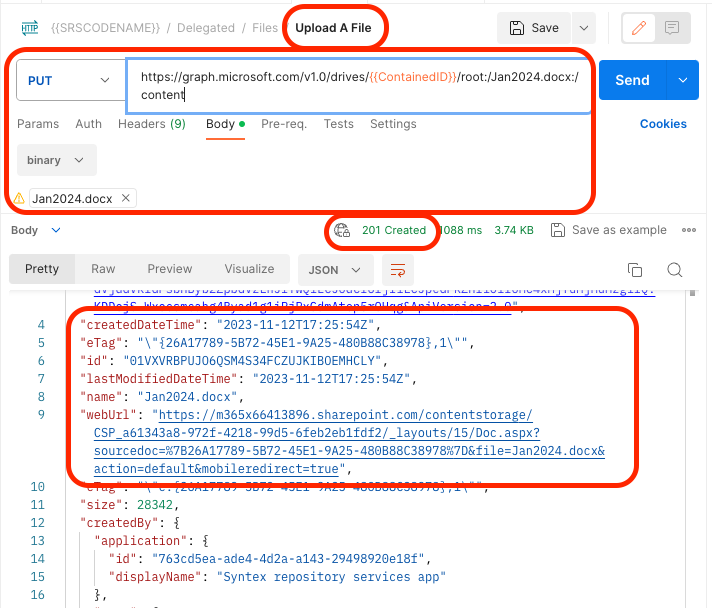 HTTP {{SRSCODENAME}} / Delegated / Files / Upload A File Save
PUT https://graph.microsoft.com/v1.0/drives/{{ContainedID}}/root:/Jan2024.docx:/ Send
content
Params Auth Headers (9) Body Pre-req. Tests Settings Cookies
binary
Jan2024.docx
Body 201 Created 1088 ms 3.74 KB Save as example
Pretty Raw Preview Visualize JSON
4 "createdDateTime": "2023-11-12T17:25:54Z",
5 "eTag": "\"{26A17789-5B72-45E1-9A25-480B88C38978},1\"",
6 "id": "01VXVRBPUJO6QSM4S34FCZUJKIBOEMHCLY",
7 "lastModifiedDateTime": "2023-11-12T17:25:54Z",
8 "name": "Jan2024.docx",
9 "webUrl": "https://m365x66413896.sharepoint.com/contentstorage/
CSP_a61343a8-972f-4218-99d5-6feb2eb1fdf2/_layouts/15/Doc.aspx?
sourcedoc=%7B26A17789-5B72-45E1-9A25-480B88C38978%7D&file=Jan2024.docx&
action=default&mobileredirect=true",
10 "cTag": "\"c:{26A17789-5B72-45E1-9A25-480B88C38978},1\"",
11 "size": 28342,
12 "createdBy": {
13 "application": {
14 "id": "763cd5ea-ade4-4d2a-a143-29498920e18f",
15 "displayName": "Syntex repository services app"
16 },